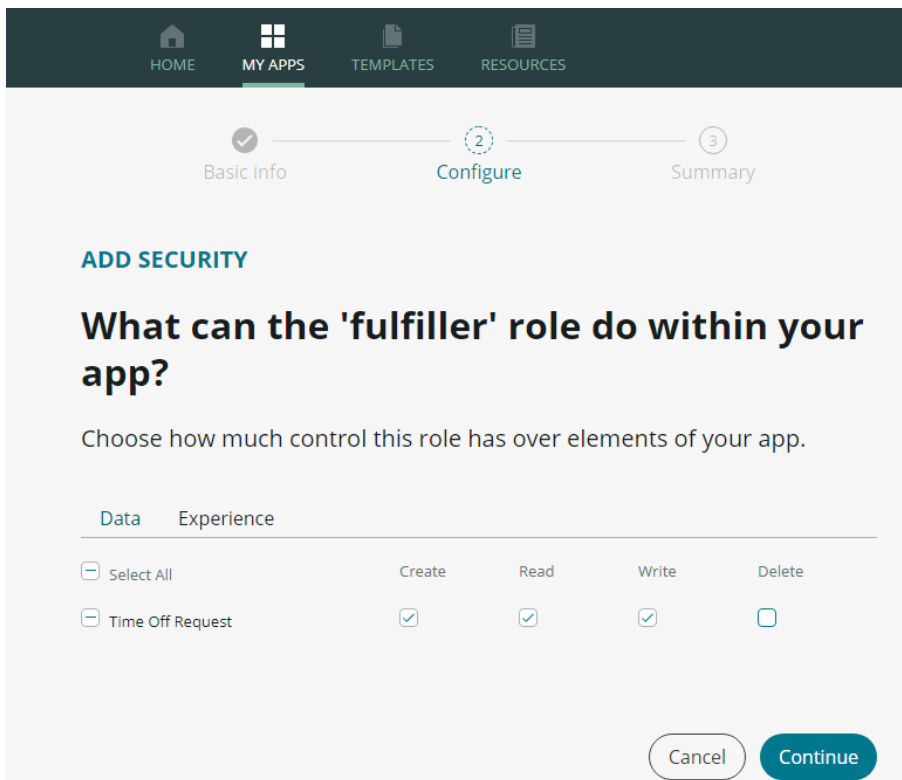 HOME MY APPS TEMPLATES RESOURCES
2 3
Basic info Configure Summary
ADD SECURITY
What can the 'fulfiller' role do within your
app?
Choose how much control this role has over elements of your app.
Data Experience
Select All Create Read Write Delete
Time Off Request
Cancel Continue